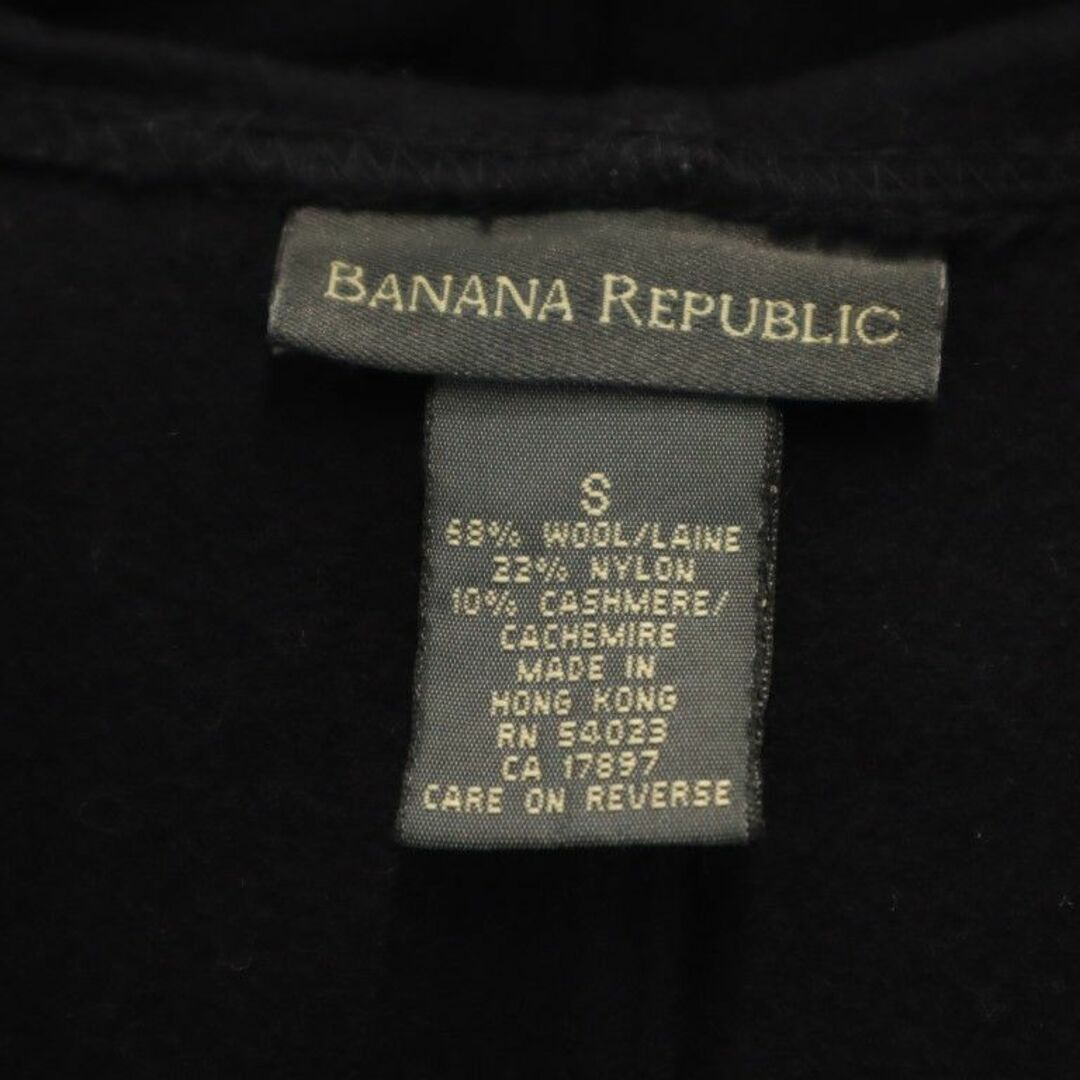 BANANA REPUBLIC
S
68% WOOL/LAINE
22% NYLON
10% CASHMERE/
CACHEMIRE
MADE IN
HONG KONG
RN 54023
CA 17897
CARE ON REVERSE